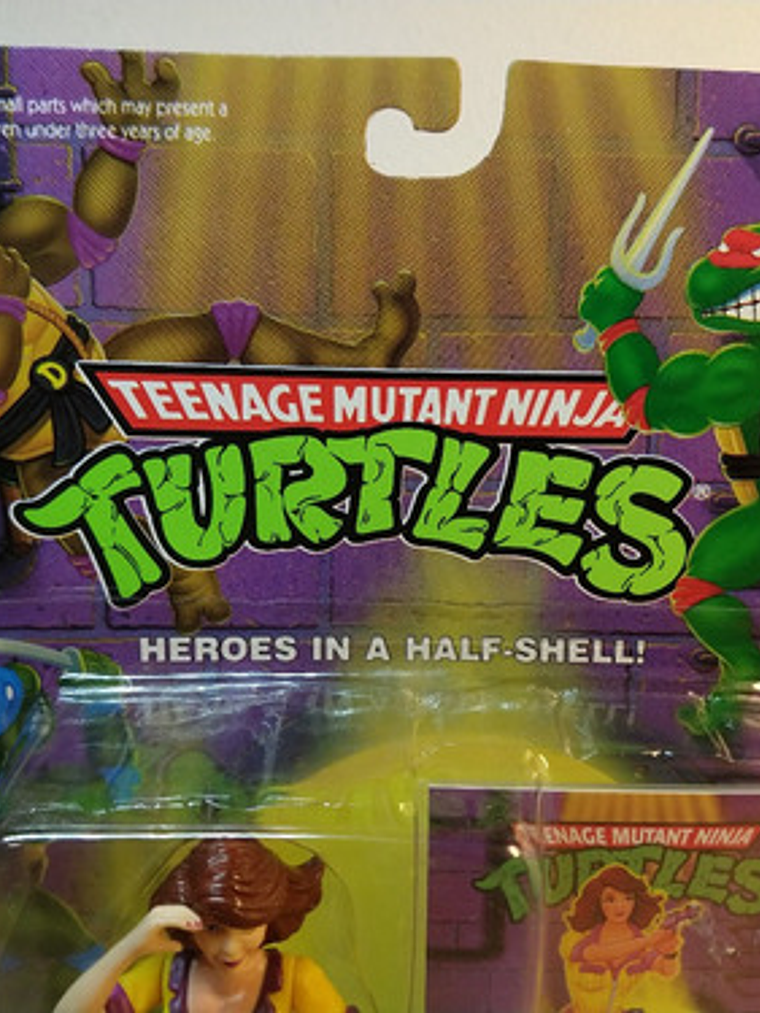 mall parts which may present a
en under three years of age.
TEENAGE MUTANT NINJA
TURTLES®
HEROES IN A HALF-SHELL!
D
TEENAGE MUTANT NINJA
TURTLES